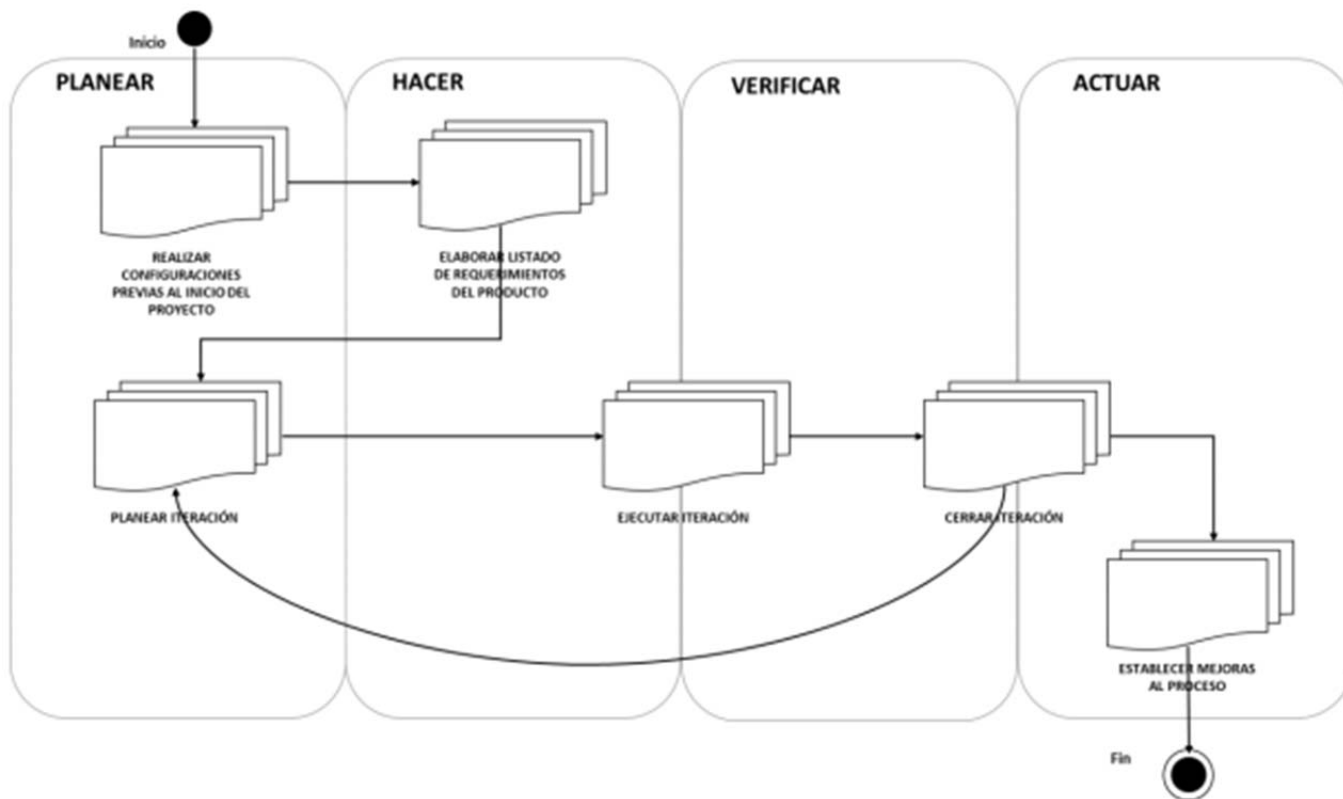 Inicio
PLANEAR
HACER
VERIFICAR
ACTUAR
REALIZAR
CONFIGURACIONES
PREVIAS AL INICIO DEL
PROYECTO
ELABORAR LISTADO
DE REQUERIMIENTOS
DEL PRODUCTO
PLANEAR ITERACIÓN
EJECUTAR ITERACIÓN
CERRAR ITERACIÓN
ESTABLECER MEJORAS
AL PROCESO
Fin